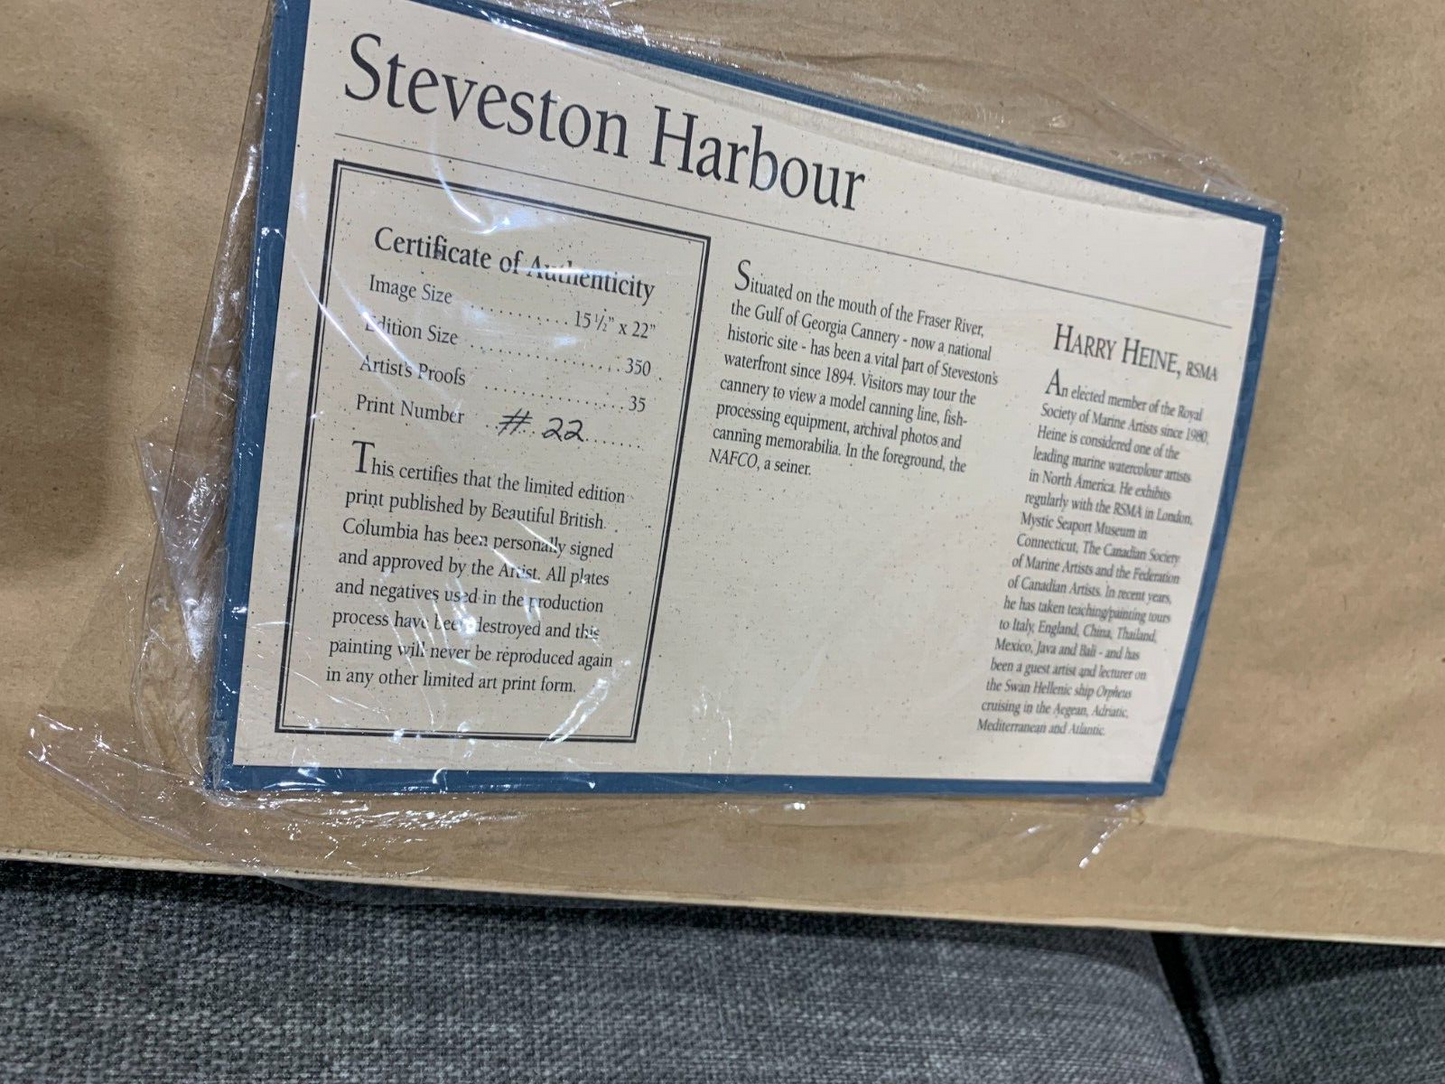 Steveston Harbour
Certificate of Authenticity
Image Size ............ 15 ½" x 22"
Edition Size ................ 350
Artist's Proofs ................ 35
Print Number # 22
This certifies that the limited edition
print published by Beautiful British
Columbia has been personally signed
and approved by the Artist. All plates
and negatives used in the production
process have been destroyed and this
painting will never be reproduced again
in any other limited art print form.
Situated on the mouth of the Fraser River,
the Gulf of Georgia Cannery - now a national
historic site - has been a vital part of Steveston's
waterfront since 1894. Visitors may tour the
cannery to view a model canning line, fish-
processing equipment, archival photos and
canning memorabilia. In the foreground, the
NAFCO, a seiner.
HARRY HEINE, RSMA
An elected member of the Royal
Society of Marine Artists since 1980,
Heine is considered one of the
leading marine watercolour artists
in North America. He exhibits
regularly with the RSMA in London,
Mystic Seaport Museum in
Connecticut, The Canadian Society
of Marine Artists and the Federation
of Canadian Artists. In recent years,
he has taken teaching/painting tours
to Italy, England, China, Thailand,
Mexico, Java and Bali - and has
been a guest artist and lecturer on
the Swan Hellenic ship Orpheus
cruising in the Aegean, Adriatic,
Mediterranean and Atlantic.